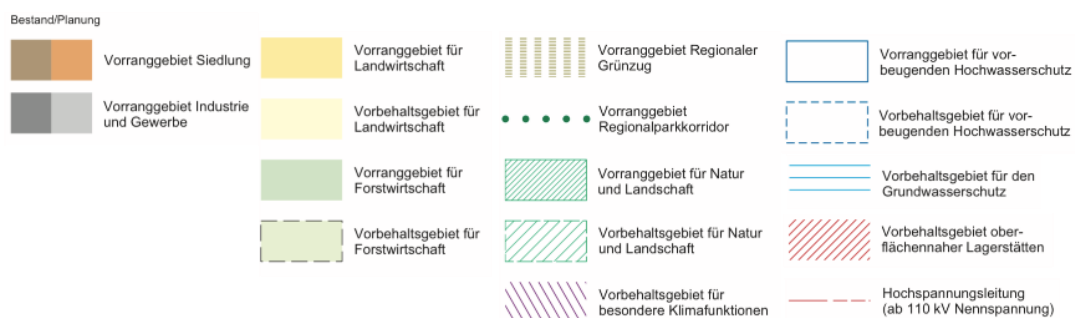 Bestand/Planung
Vorranggebiet Siedlung
Vorranggebiet Industrie
und Gewerbe
Vorranggebiet für
Landwirtschaft
Vorbehaltsgebiet für
Landwirtschaft
Vorranggebiet für
Forstwirtschaft
Vorbehaltsgebiet für
Forstwirtschaft
Vorranggebiet Regionaler
Grünzug
Vorranggebiet
Regionalparkkorridor
Vorranggebiet für Natur
und Landschaft
Vorbehaltsgebiet für Natur
und Landschaft
Vorbehaltsgebiet für
besondere Klimafunktionen
Vorranggebiet für vor-
beugenden Hochwasserschutz
Vorbehaltsgebiet für vor-
beugenden Hochwasserschutz
Vorbehaltsgebiet für den
Grundwasserschutz
Vorbehaltsgebiet ober-
flächennaher Lagerstätten
Hochspannungsleitung
(ab 110 kV Nennspannung)